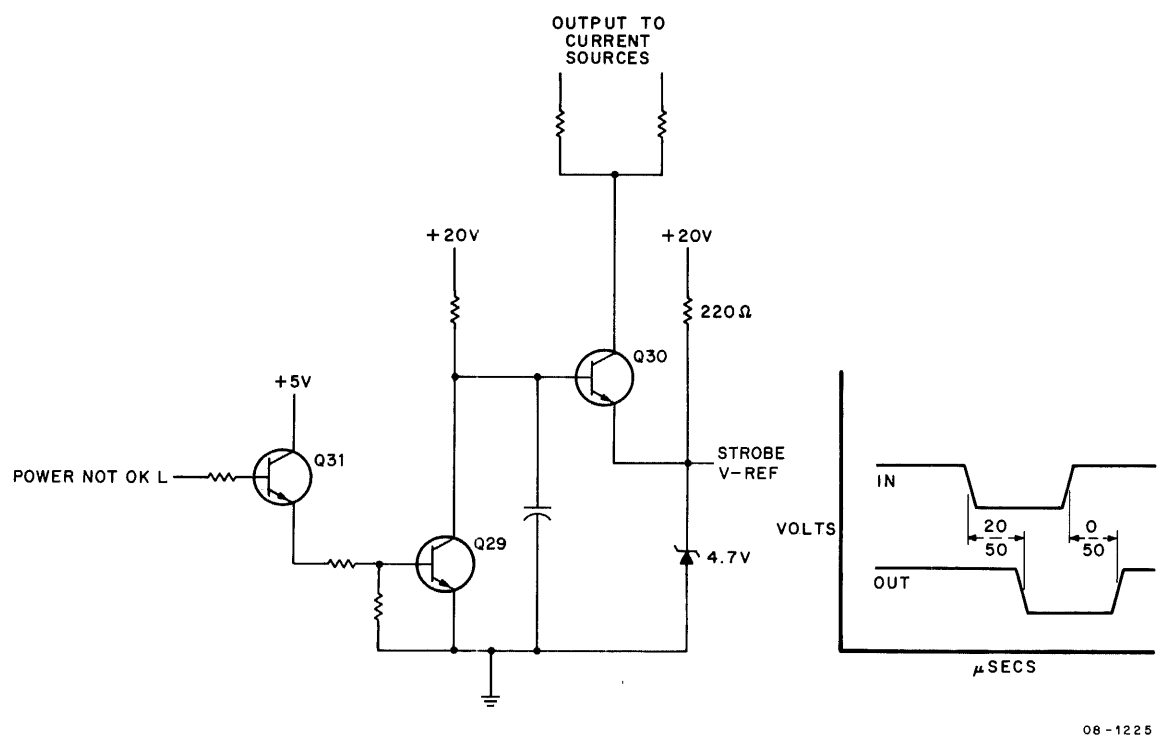 OUTPUT TO
CURRENT
SOURCES
+20V
+20V
220Ω
Q30
+5V
Q31
POWER NOT OK L
STROBE
V-REF
Q29
4.7V
IN
VOLTS
20
50
0
50
OUT
μSECS
08-1225